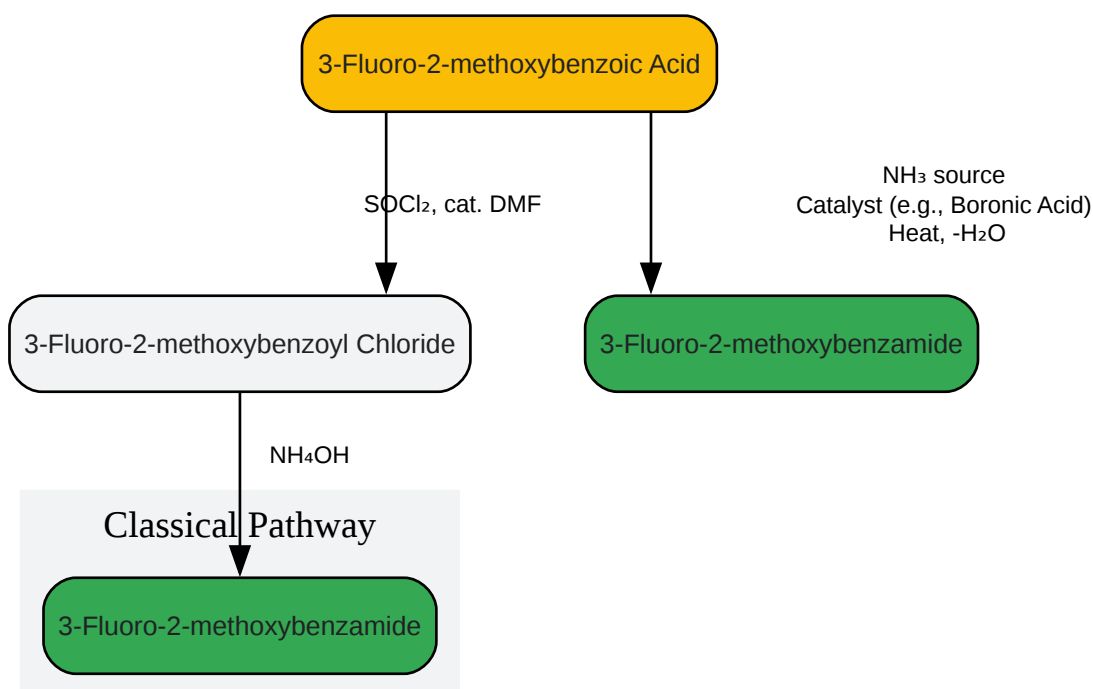 3-Fluoro-2-methoxybenzoic Acid
SOCl₂, cat. DMF
NH₃ source
Catalyst (e.g., Boronic Acid)
Heat, -H₂O
3-Fluoro-2-methoxybenzoyl Chloride
3-Fluoro-2-methoxybenzamide
NH₄OH
Classical Pathway
3-Fluoro-2-methoxybenzamide